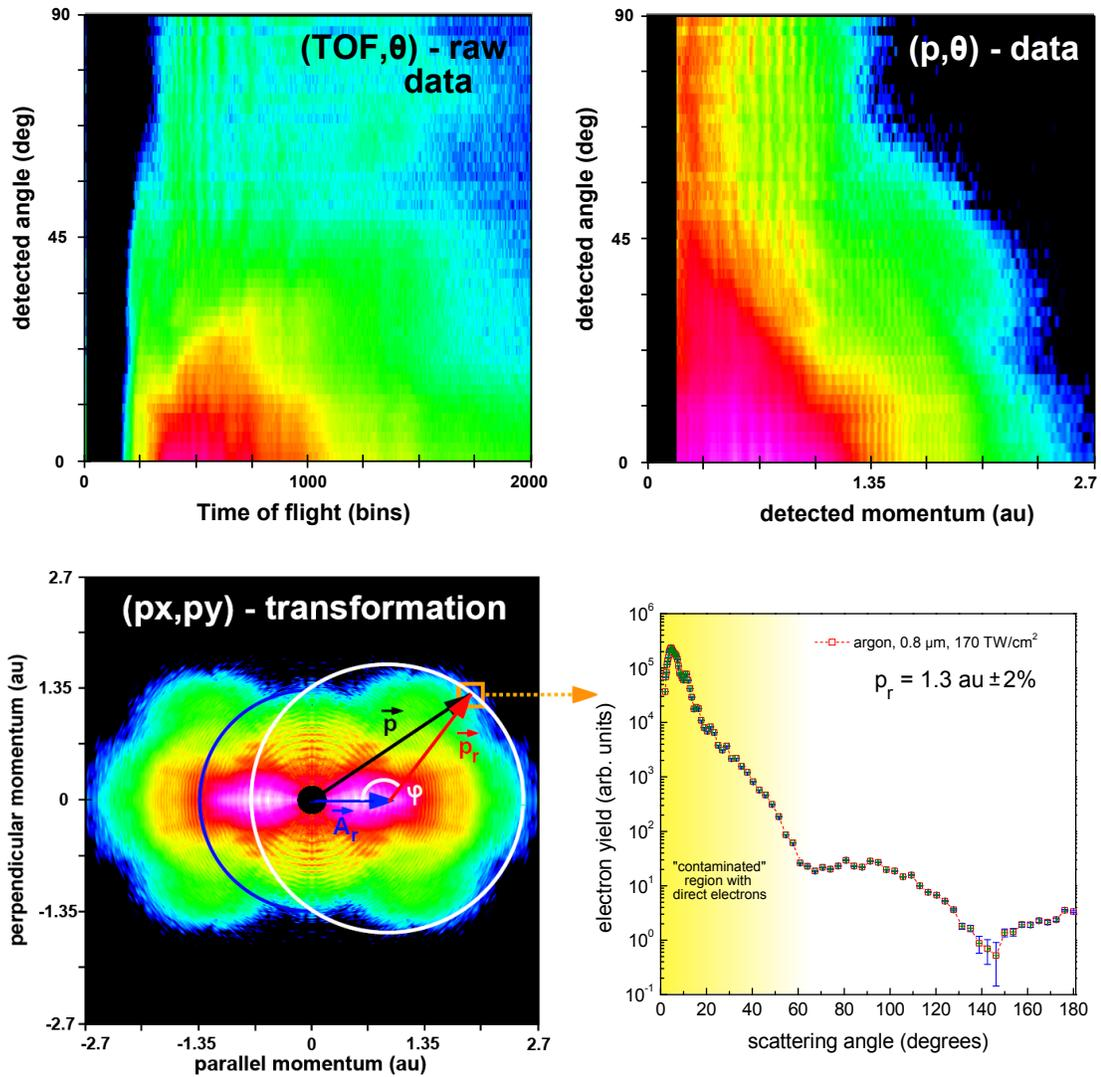 90
45
0
0
1000
2000
detected angle (deg)
Time of flight (bins)
(TOF,θ) - raw
data
90
45
0
0
1.35
2.7
detected angle (deg)
detected momentum (au)
(p,θ) - data
2.7
1.35
0
-1.35
-2.7
-2.7
-1.35
0
1.35
2.7
perpendicular momentum (au)
parallel momentum (au)
(px,py) - transformation
p
pr
φ
Ar
10^6
10^5
10^4
10^3
10^2
10^1
10^0
10^-1
0 20 40 60 80 100 120 140 160 180
electron yield (arb. units)
scattering angle (degrees)
argon, 0.8 µm, 170 TW/cm²
pr = 1.3 au ± 2%
"contaminated"
region with
direct electrons